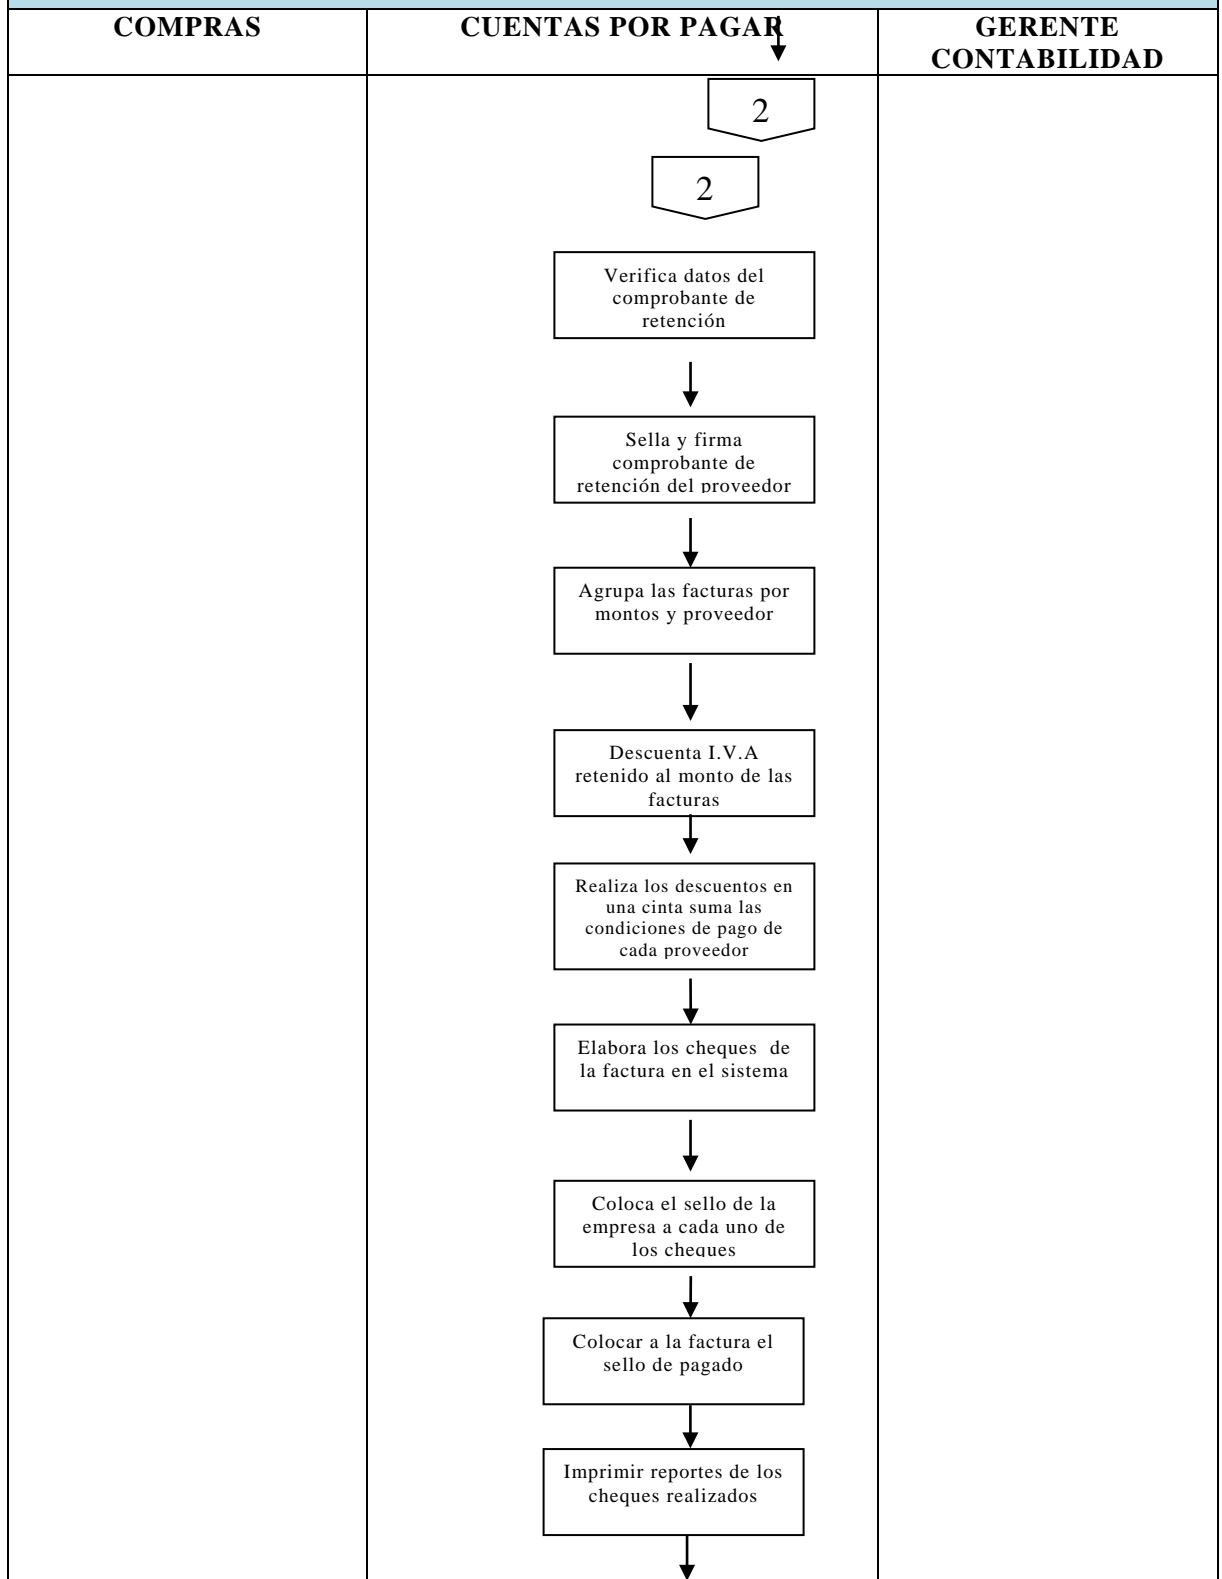 COMPRAS
CUENTAS POR PAGAR
GERENTE
CONTABILIDAD
2
2
Verifica datos del
comprobante de
retención
Sella y firma
comprobante de
retención del proveedor
Agrupa las facturas por
montos y proveedor
Descuenta I.V.A
retenido al monto de las
facturas
Realiza los descuentos en
una cinta suma las
condiciones de pago de
cada proveedor
Elabora los cheques  de
la factura en el sistema
Coloca el sello de la
empresa a cada uno de
los cheques
Colocar a la factura el
sello de pagado
Imprimir reportes de los
cheques realizados